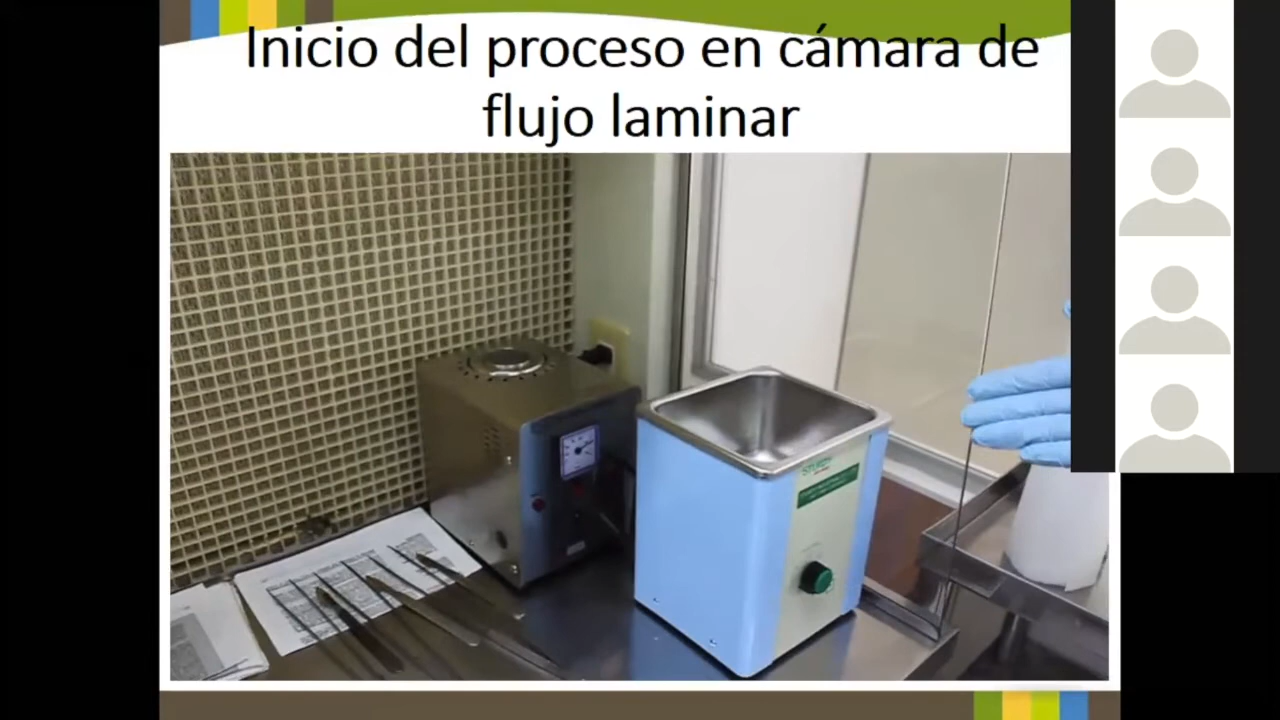 Inicio del proceso en cámara de
flujo laminar